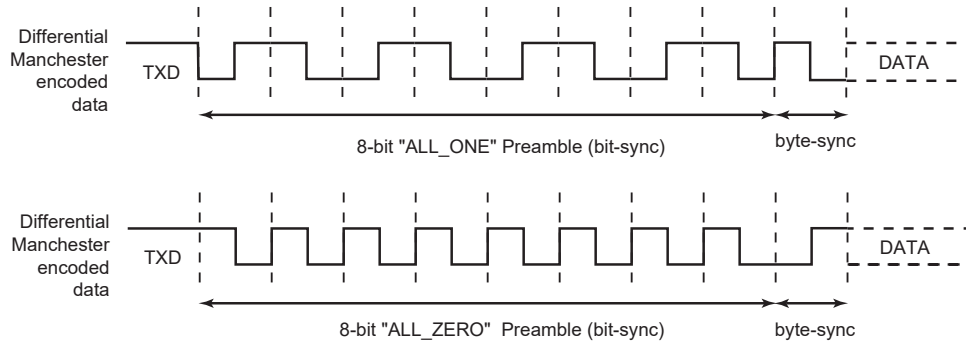 Differential
Manchester
encoded
data
TXD
DATA
8-bit "ALL_ONE" Preamble (bit-sync)
byte-sync
Differential
Manchester
encoded
data
TXD
DATA
8-bit "ALL_ZERO" Preamble (bit-sync)
byte-sync